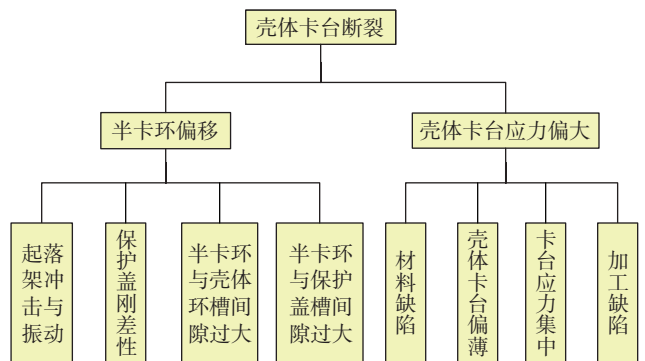 壳体卡台断裂
半卡环偏移
壳体卡台应力偏大
起落
架冲
击与
振动
保护盖刚差性
半卡环
与壳体
环槽间
隙过大
半卡环
与保护
盖槽间
隙过大
材料缺陷
壳体卡台偏薄
卡台应力集中
加工缺陷